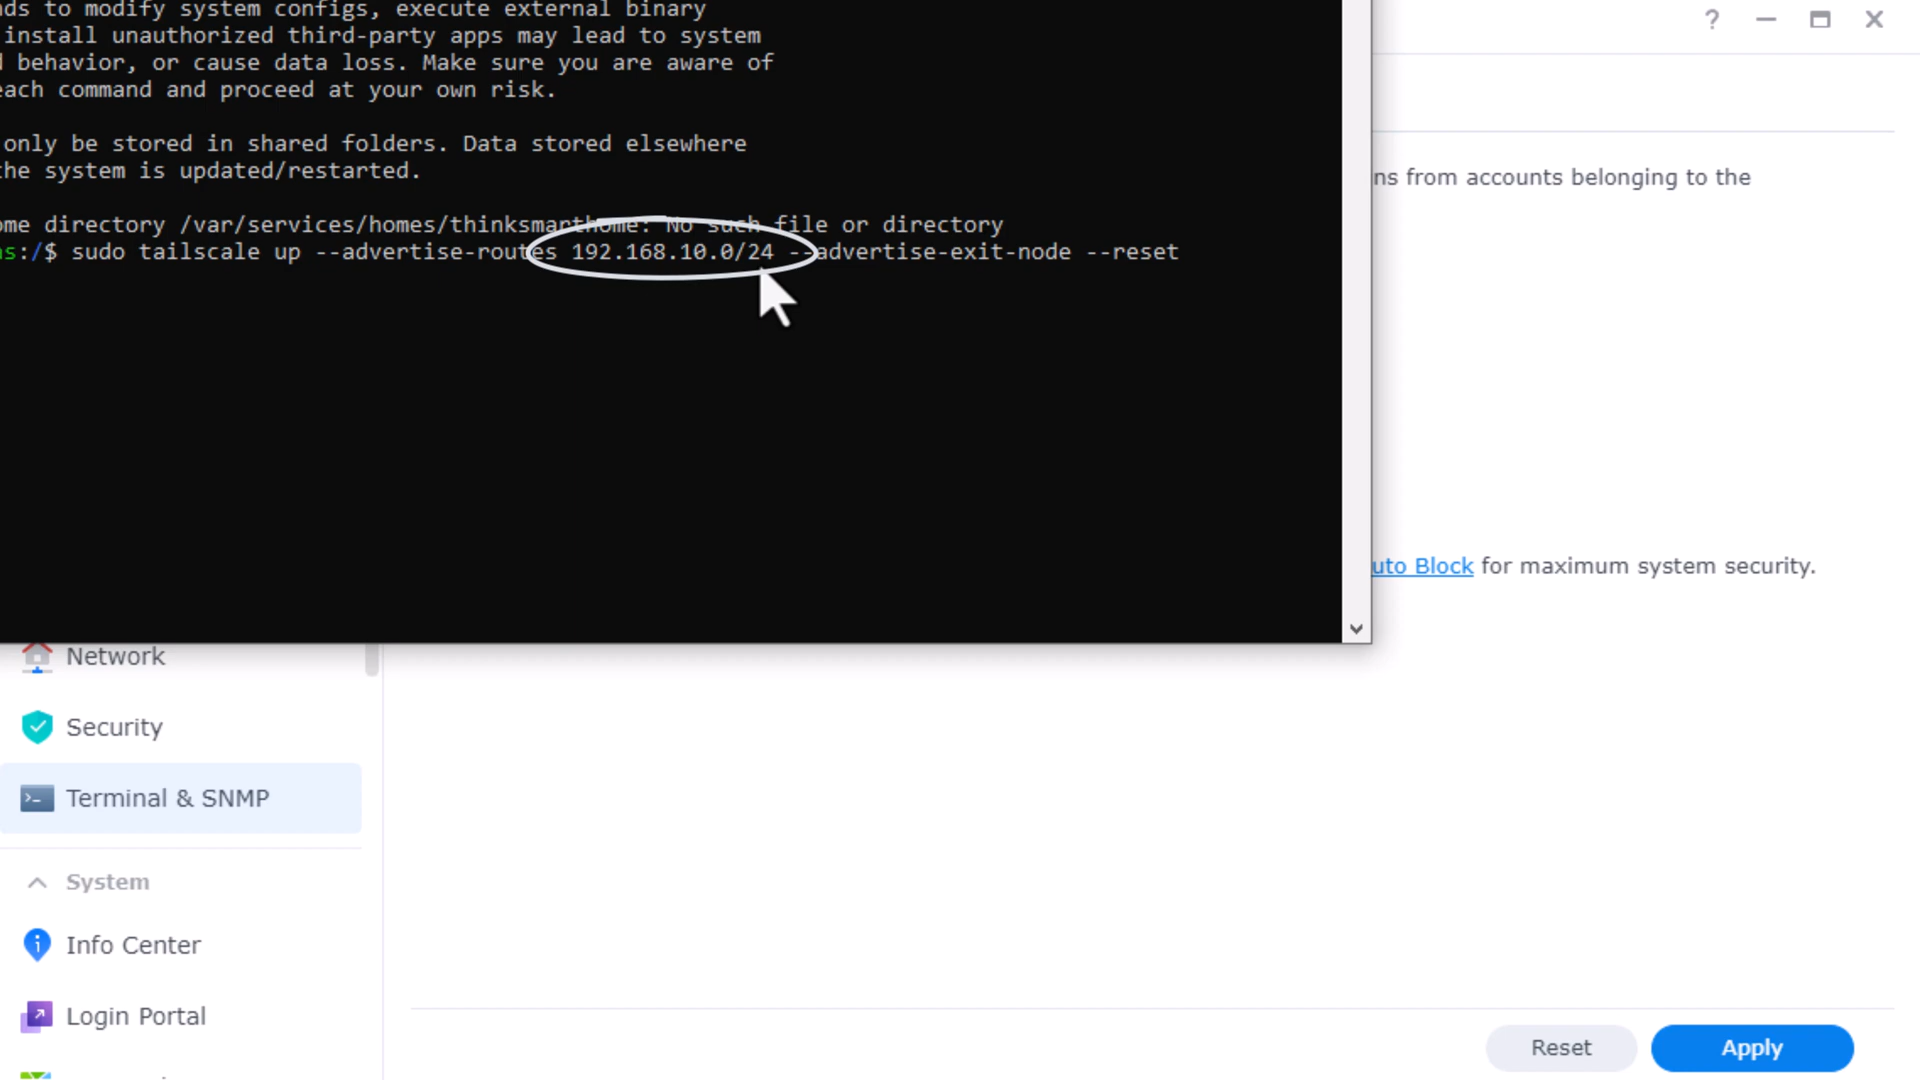 nds to modify system configs, execute external binary
install unauthorized third-party apps may lead to system
d behavior, or cause data loss. Make sure you are aware of
each command and proceed at your own risk.
only be stored in shared folders. Data stored elsewhere
the system is updated/restarted.
ome directory /var/services/homes/thinksmarthome: No such file or directory
as:/$ sudo tailscale up --advertise-routes 192.168.10.0/24 --advertise-exit-node --reset
?
ns from accounts belonging to the
uto Block for maximum system security.
Network
Security
Terminal & SNMP
System
Info Center
Login Portal
Reset
Apply